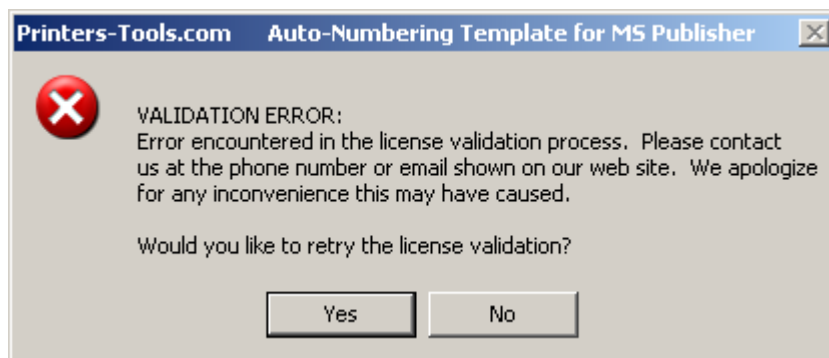 Printers-Tools.com Auto-Numbering Template for MS Publisher
VALIDATION ERROR:
Error encountered in the license validation process. Please contact
us at the phone number or email shown on our web site. We apologize
for any inconvenience this may have caused.
Would you like to retry the license validation?
Yes No